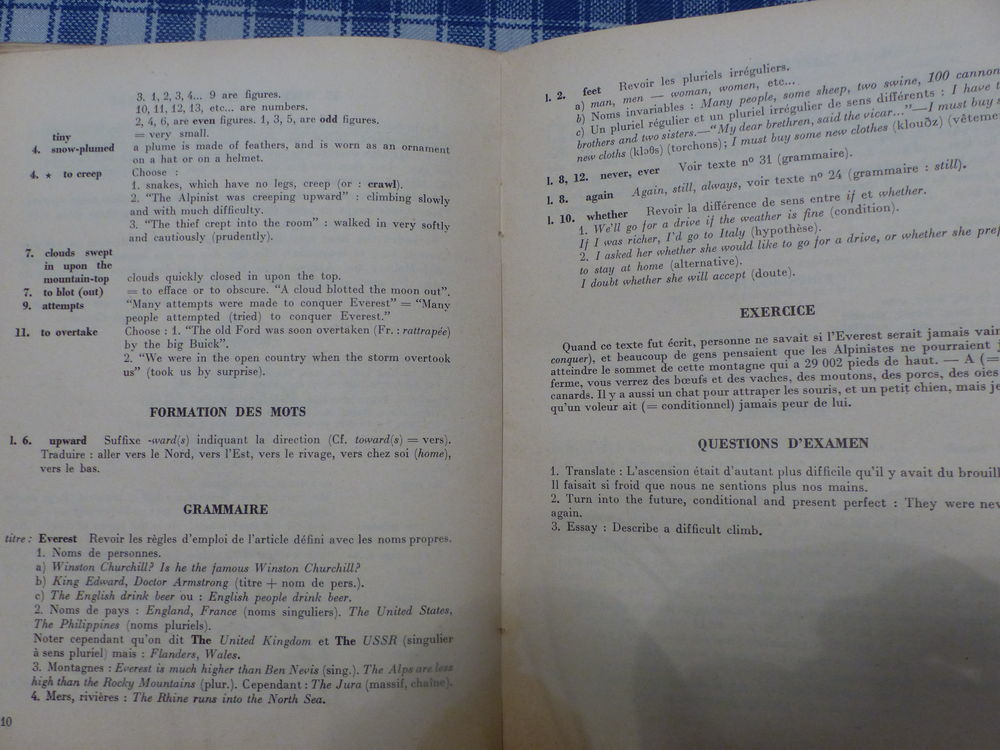 3. 1, 2, 3, 4... 9 are figures.
10, 11, 12, 13, etc... are numbers.
2, 4, 6, are even figures. 1, 3, 5, are odd figures.
tiny = very small.
4. snow-plumed a plume is made of feathers, and is worn as an ornament
on a hat or on a helmet.
4. ★ to creep Choose :
1. snakes, which have no legs, creep (or : crawl).
2. “The Alpinist was creeping upward” : climbing slowly
and with much difficulty.
3. “The thief crept into the room” : walked in very softly
and cautiously (prudently).
7. clouds swept
in upon the
mountain-top clouds quickly closed in upon the top.
7. to blot (out) = to efface or to obscure. “A cloud blotted the moon out”.
9. attempts “Many attempts were made to conquer Everest” = “Many
people attempted (tried) to conquer Everest.”
11. to overtake Choose : 1. “The old Ford was soon overtaken (Fr. : rattrapée)
by the big Buick”.
2. “We were in the open country when the storm overtook
us” (took us by surprise).
FORMATION DES MOTS
l. 6. upward Suffixe -ward(s) indiquant la direction (Cf. toward(s) = vers).
Traduire : aller vers le Nord, vers l'Est, vers le rivage, vers chez soi (home),
vers le bas.
GRAMMAIRE
titre : Everest Revoir les règles d'emploi de l'article défini avec les noms propres.
1. Noms de personnes.
a) Winston Churchill? Is he the famous Winston Churchill?
b) King Edward, Doctor Armstrong (titre + nom de pers.).
c) The English drink beer ou : English people drink beer.
2. Noms de pays : England, France (noms singuliers). The United States,
The Philippines (noms pluriels).
Noter cependant qu'on dit The United Kingdom et The USSR (singulier
à sens pluriel) mais : Flanders, Wales.
3. Montagnes : Everest is much higher than Ben Nevis (sing.). The Alps are less
high than the Rocky Mountains (plur.). Cependant : The Jura (massif, chaîne).
4. Mers, rivières : The Rhine runs into the North Sea.
10
l. 2. feet Revoir les pluriels irréguliers.
a) man, men — woman, women, etc...
b) Noms invariables : Many people, some sheep, two swine, 100 cannon
c) Un pluriel régulier et un pluriel irrégulier de sens différents : I have
brothers and two sisters.—“My dear brethren, said the vicar...”—I must buy
new cloths (klɔθs) (torchons); I must buy some new clothes (klouðz)
l. 8, 12. never, ever Voir texte n° 31 (grammaire).
l. 8. again Again, still, always, voir texte n° 24 (grammaire : still).
l. 10. whether Revoir la différence de sens entre if et whether.
1. We'll go for a drive if the weather is fine (condition).
If I was richer, I'd go to Italy (hypothèse).
2. I asked her whether she would like to go for a drive, or whether she
to stay at home (alternative).
I doubt whether she will accept (doute).
EXERCICE
Quand ce texte fut écrit, personne ne savait si l'Everest serait jamais
conquer), et beaucoup de gens pensaient que les Alpinistes ne pourraient
atteindre le sommet de cette montagne qui a 29 002 pieds de haut. — A (=
ferme, vous verrez des bœufs et des vaches, des moutons, des porcs, des oies
canards. Il y a aussi un chat pour attraper les souris, et un petit chien, mais
qu'un voleur ait (= conditionnel) jamais peur de lui.
QUESTIONS D'EXAMEN
1. Translate : L'ascension était d'autant plus difficile qu'il y avait du
Il faisait si froid que nous ne sentions plus nos mains.
2. Turn into the future, conditional and present perfect : They were
again.
3. Essay : Describe a difficult climb.